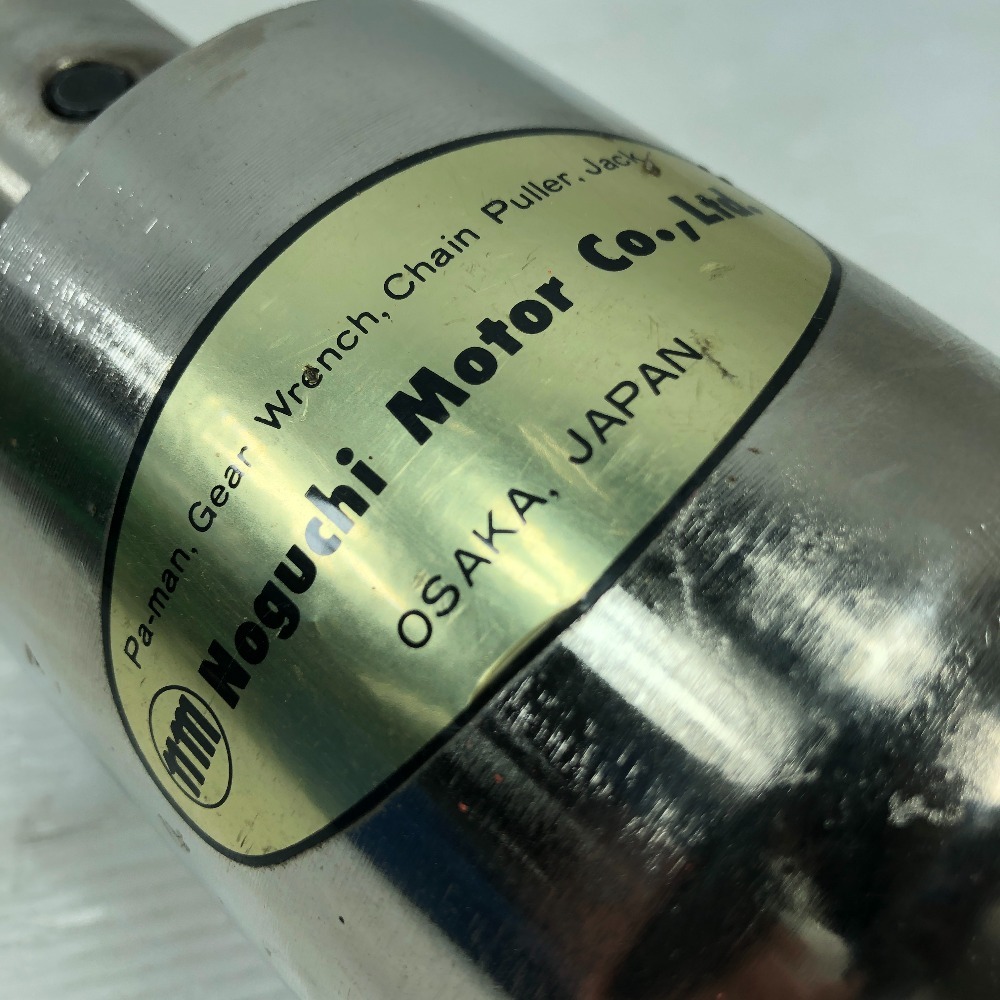 Pa-man, Gear Wrench, Chain Puller, Jack
Noguchi Motor Co.,Ltd.
OSAKA, JAPAN